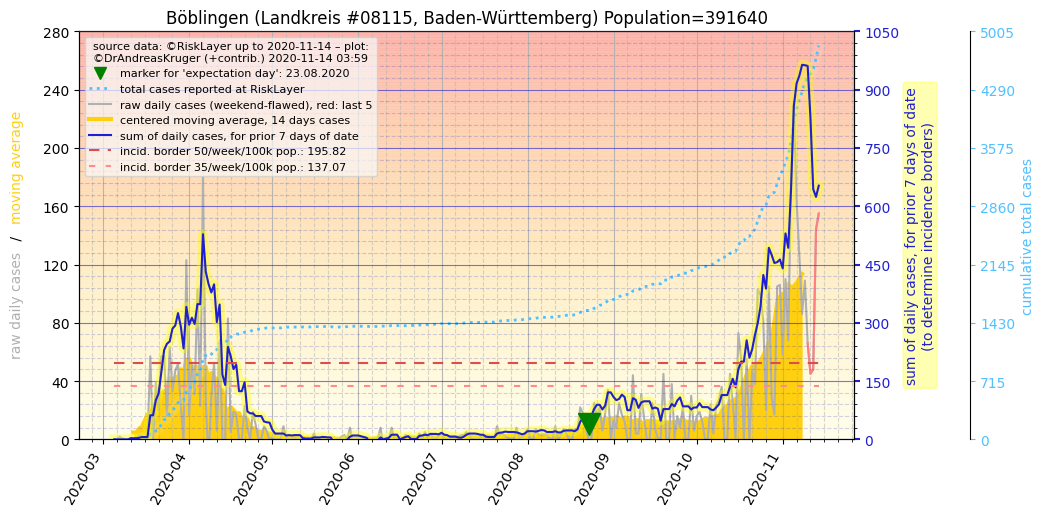 Böblingen (Landkreis #08115, Baden-Württemberg) Population=391640
source data: ©RiskLayer up to 2020-11-14 – plot:
©DrAndreasKruger (+contrib.) 2020-11-14 03:59
marker for 'expectation day': 23.08.2020
total cases reported at RiskLayer
raw daily cases (weekend-flawed), red: last 5
centered moving average, 14 days cases
sum of daily cases, for prior 7 days of date
incid. border 50/week/100k pop.: 195.82
incid. border 35/week/100k pop.: 137.07
raw daily cases / moving average
280
240
200
160
120
80
40
0
2020-03
2020-04
2020-05
2020-06
2020-07
2020-08
2020-09
2020-10
2020-11
1050
900
750
600
450
300
150
0
sum of daily cases, for prior 7 days of date
(to determine incidence borders)
5005
4290
3575
2860
2145
1430
715
0
cumulative total cases